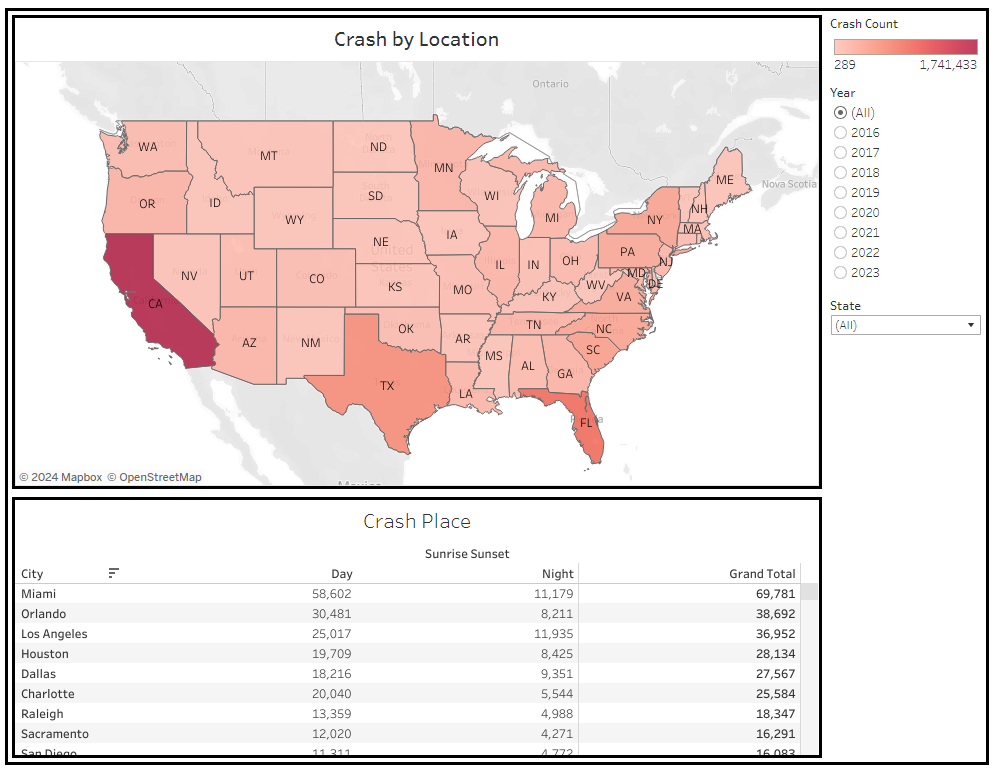 Crash by Location
Crash Count
289 1,741,433
Year
(All)
2016
2017
2018
2019
2020
2021
2022
2023
State
(All)
Ontario
Nova Scotia
United
States
Mexico
WA
MT
ND
MN
ME
OR
ID
SD
WI
MI
NY
NH
MA
WY
IA
NE
PA
NJ
NV
UT
CO
KS
MO
IL
IN
OH
MD
DE
WV
VA
KY
CA
AZ
NM
OK
AR
TN
NC
SC
MS
AL
GA
TX
LA
FL
© 2024 Mapbox © OpenStreetMap
Crash Place
Sunrise Sunset
City Day Night Grand Total
Miami 58,602 11,179 69,781
Orlando 30,481 8,211 38,692
Los Angeles 25,017 11,935 36,952
Houston 19,709 8,425 28,134
Dallas 18,216 9,351 27,567
Charlotte 20,040 5,544 25,584
Raleigh 13,359 4,988 18,347
Sacramento 12,020 4,271 16,291
San Diego 11,311 4,772 16,083